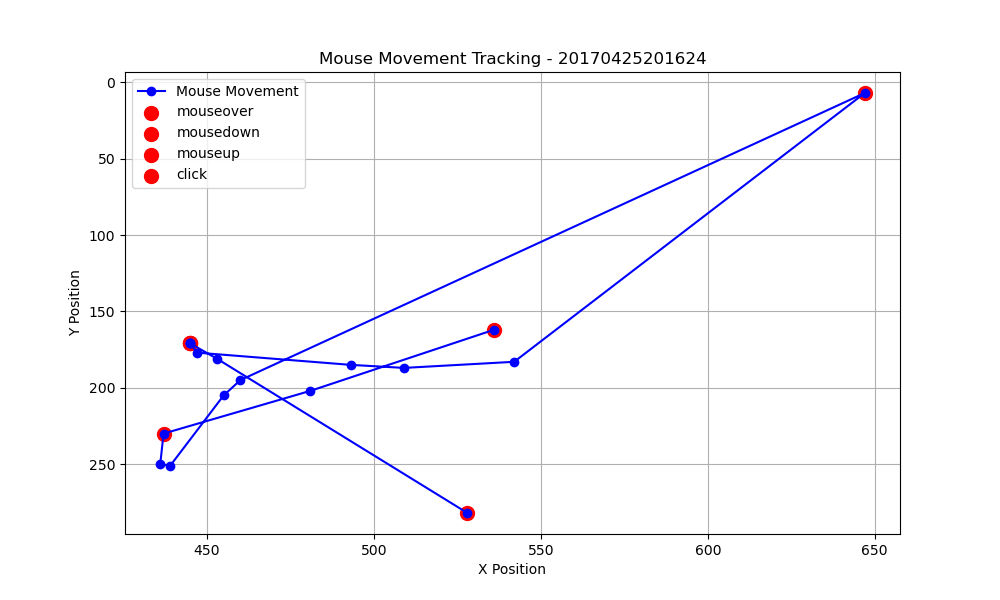 Mouse Movement Tracking - 20170425201624
Mouse Movement
mouseover
mousedown
mouseup
click
0
50
100
150
200
250
Y Position
450
500
550
600
650
X Position